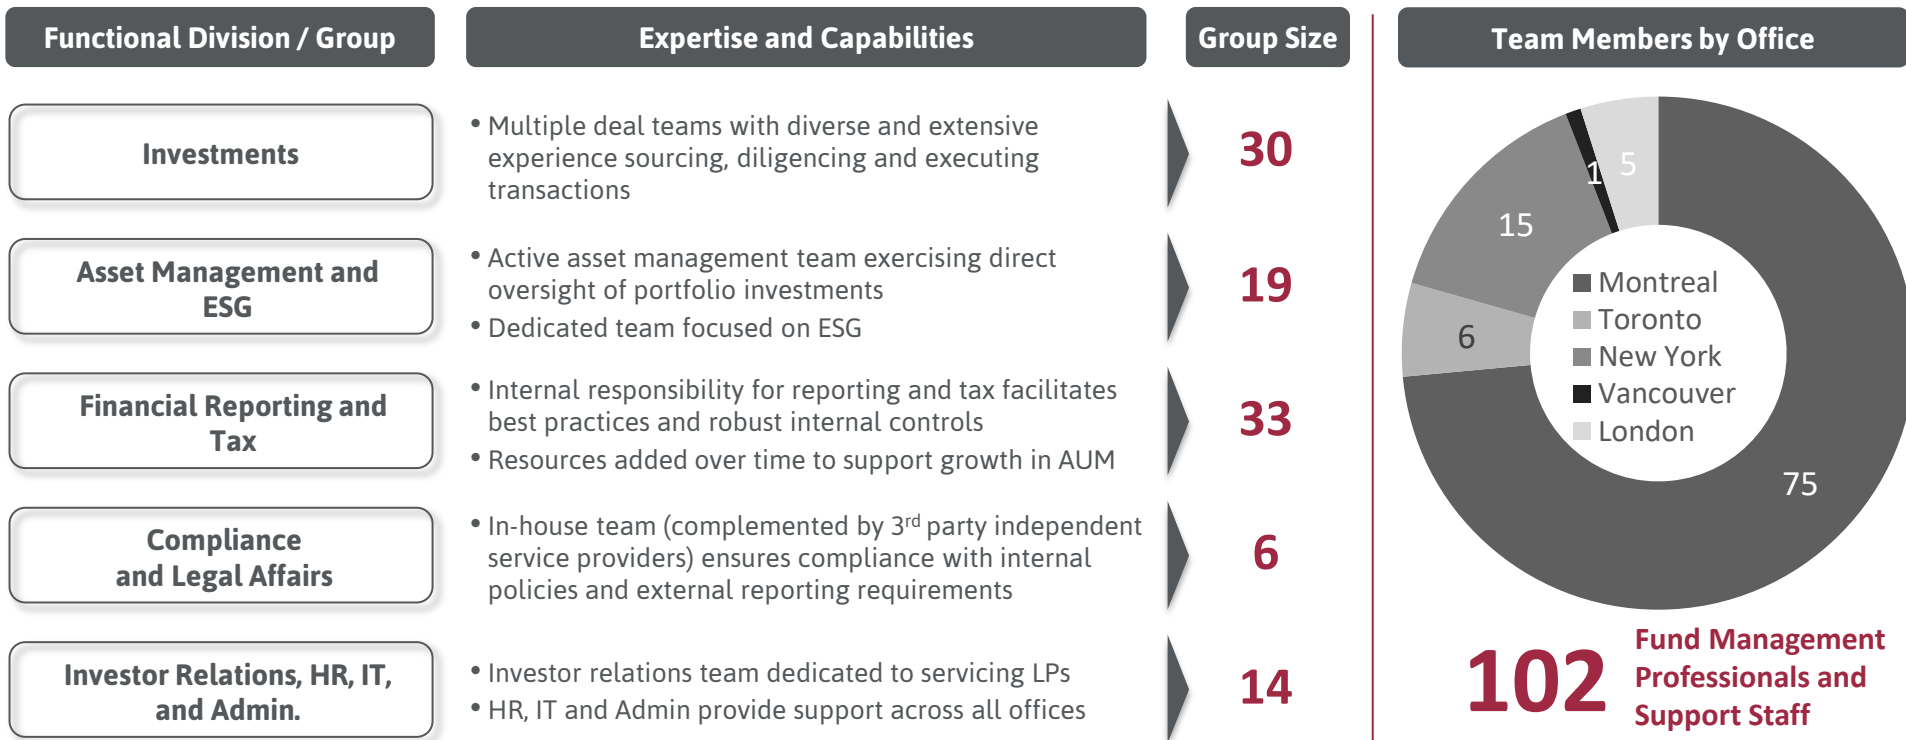 Functional Division / Group
Expertise and Capabilities
Group Size
Team Members by Office
Investments
• Multiple deal teams with diverse and extensive
experience sourcing, diligencing and executing
transactions
30
Asset Management and
ESG
• Active asset management team exercising direct
oversight of portfolio investments
• Dedicated team focused on ESG
19
Financial Reporting and
Tax
• Internal responsibility for reporting and tax facilitates
best practices and robust internal controls
• Resources added over time to support growth in AUM
33
Compliance
and Legal Affairs
• In-house team (complemented by 3rd party independent
service providers) ensures compliance with internal
policies and external reporting requirements
6
Investor Relations, HR, IT,
and Admin.
• Investor relations team dedicated to servicing LPs
• HR, IT and Admin provide support across all offices
14
1
5
15
6
75
Montreal
Toronto
New York
Vancouver
London
102
Fund Management
Professionals and
Support Staff